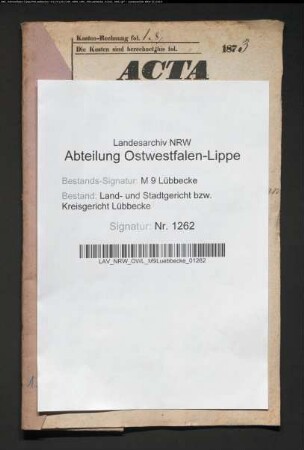 Kosten-Rechnung fol. 1.
Die Kosten sind berechnet bis fol. 1873
ACTA
Landesarchiv NRW
Abteilung Ostwestfalen-Lippe
Bestands-Signatur: M 9 Lübbecke
Bestand: Land- und Stadtgericht bzw.
Kreisgericht Lübbecke
Signatur: Nr. 1262
LAV_NRW_OWL_M9Luebbecke_01262